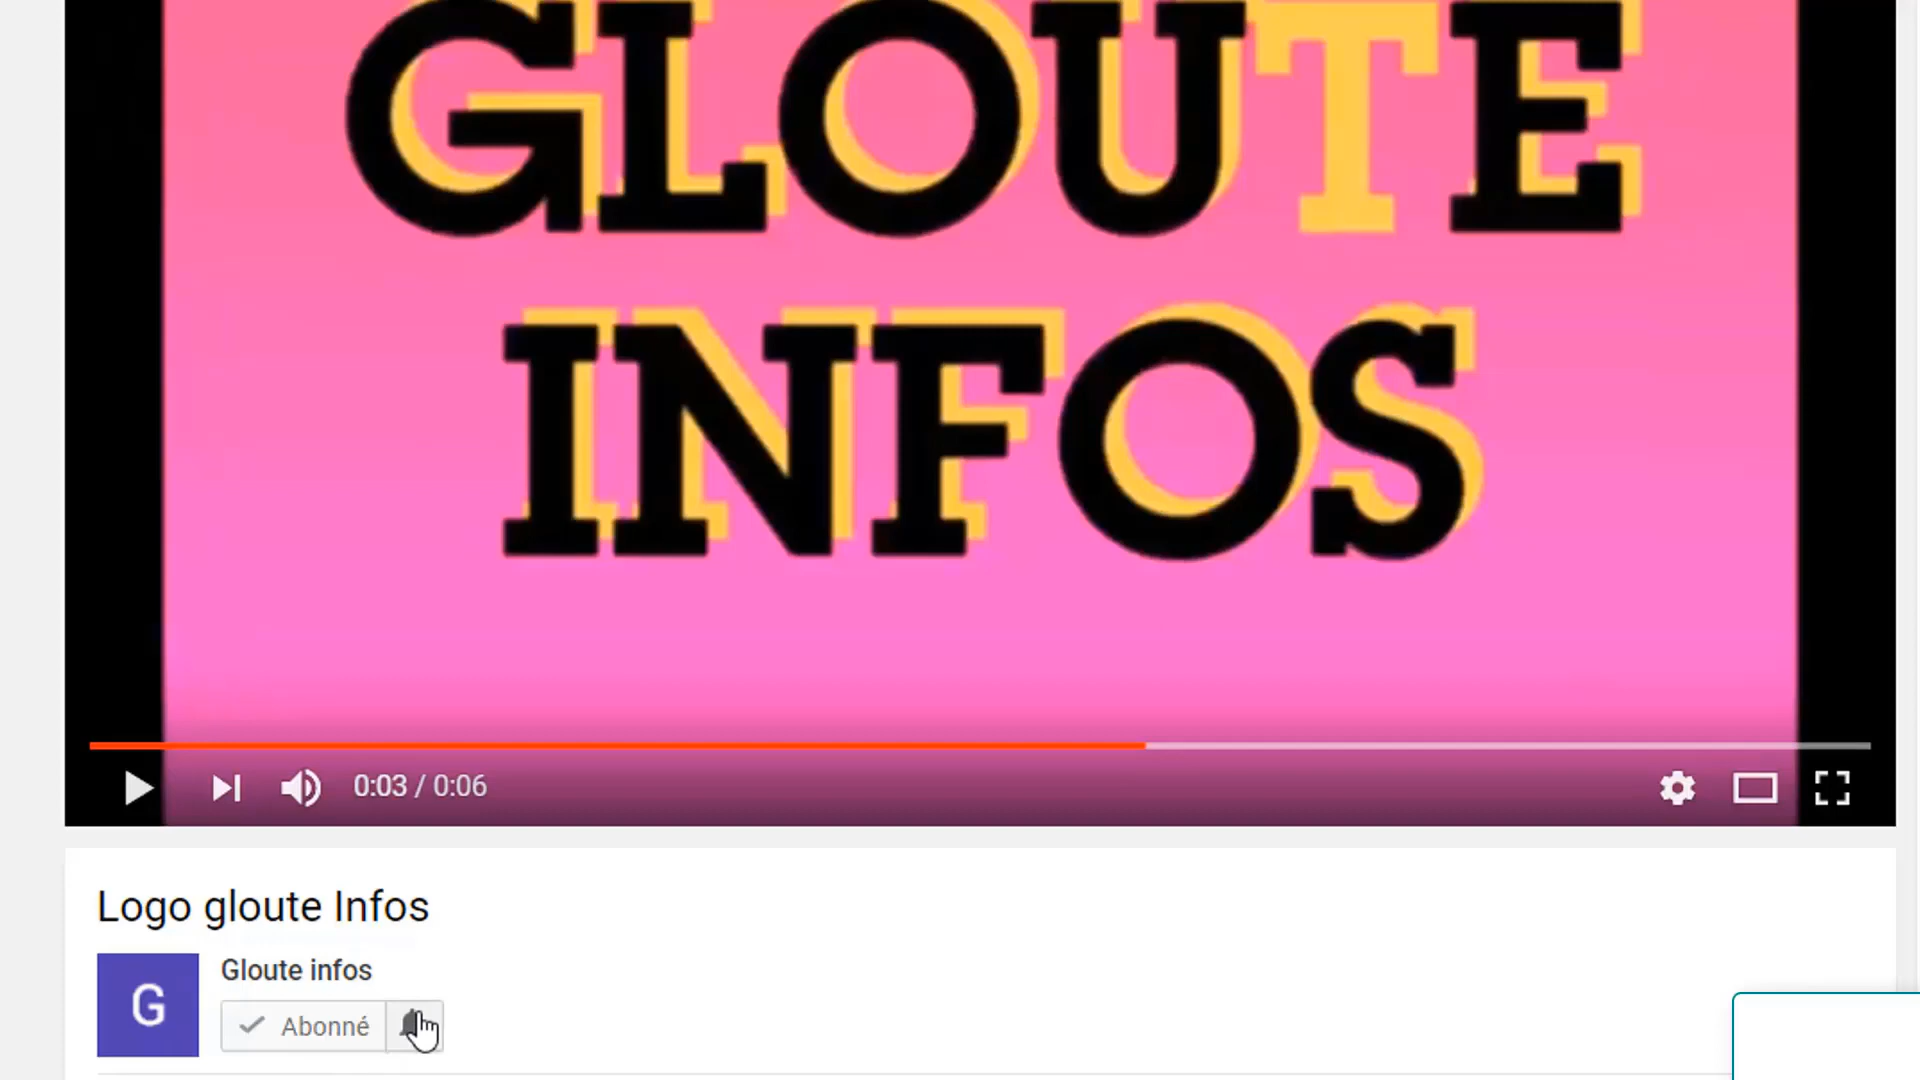 GLOUTE
INFOS
0:03 / 0:06
Logo gloute Infos
G
Gloute infos
Abonné